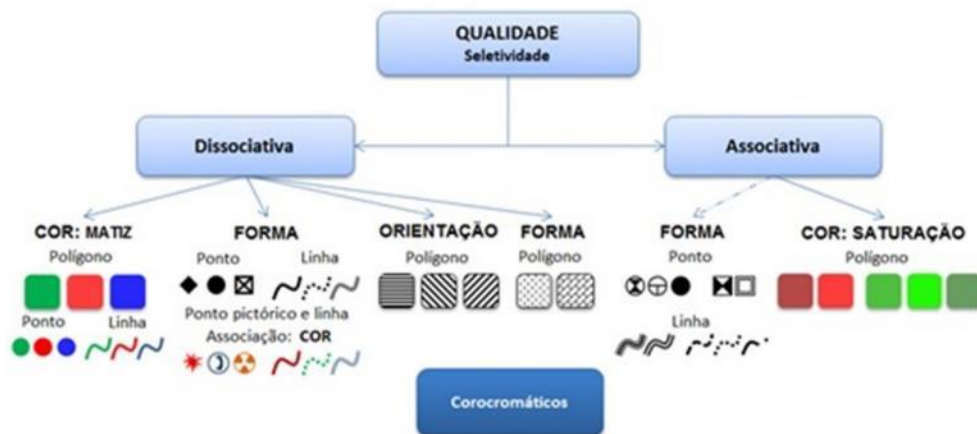 QUALIDADE
Seletividade
Dissociativa
Associativa
COR: MATIZ
Polígono
Ponto
Linha
FORMA
Ponto
Linha
Ponto pictórico e linha
Associação: COR
ORIENTAÇÃO
Polígono
FORMA
Polígono
FORMA
Ponto
Linha
COR: SATURAÇÃO
Polígono
Corocromáticos